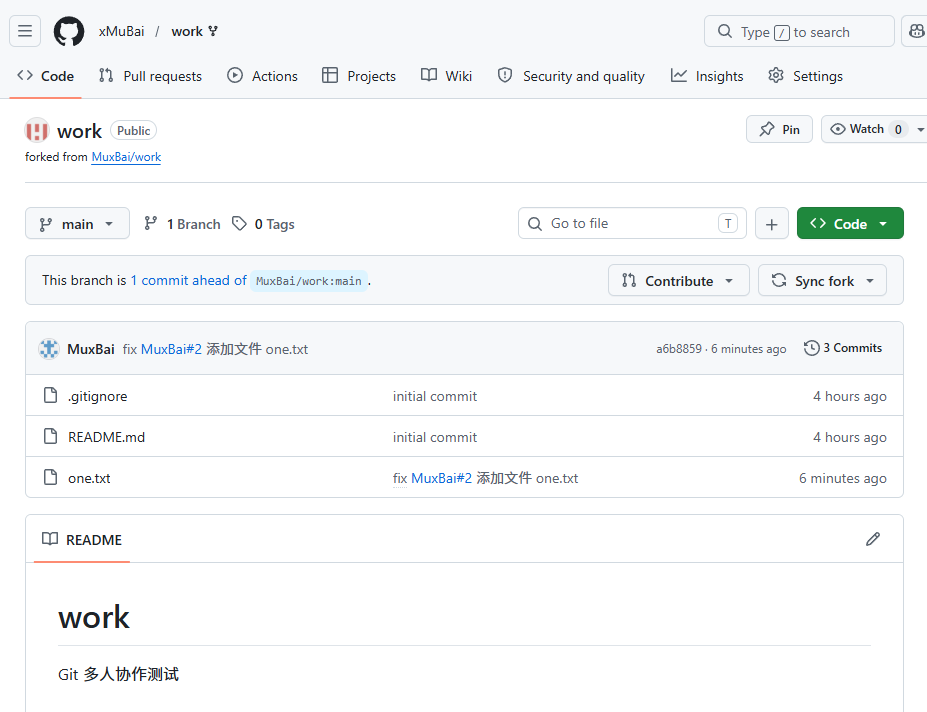 xMuBai / work
Type / to search
Code Pull requests Actions Projects Wiki Security and quality Insights Settings
work Public
Pin Watch 0
forked from MuxBai/work
main 1 Branch 0 Tags Go to file T + Code
This branch is 1 commit ahead of MuxBai/work:main .
Contribute Sync fork
MuxBai fix MuxBai#2 添加文件 one.txt a6b8859 · 6 minutes ago 3 Commits
.gitignore initial commit 4 hours ago
README.md initial commit 4 hours ago
one.txt fix MuxBai#2 添加文件 one.txt 6 minutes ago
README
work
Git 多人协作测试